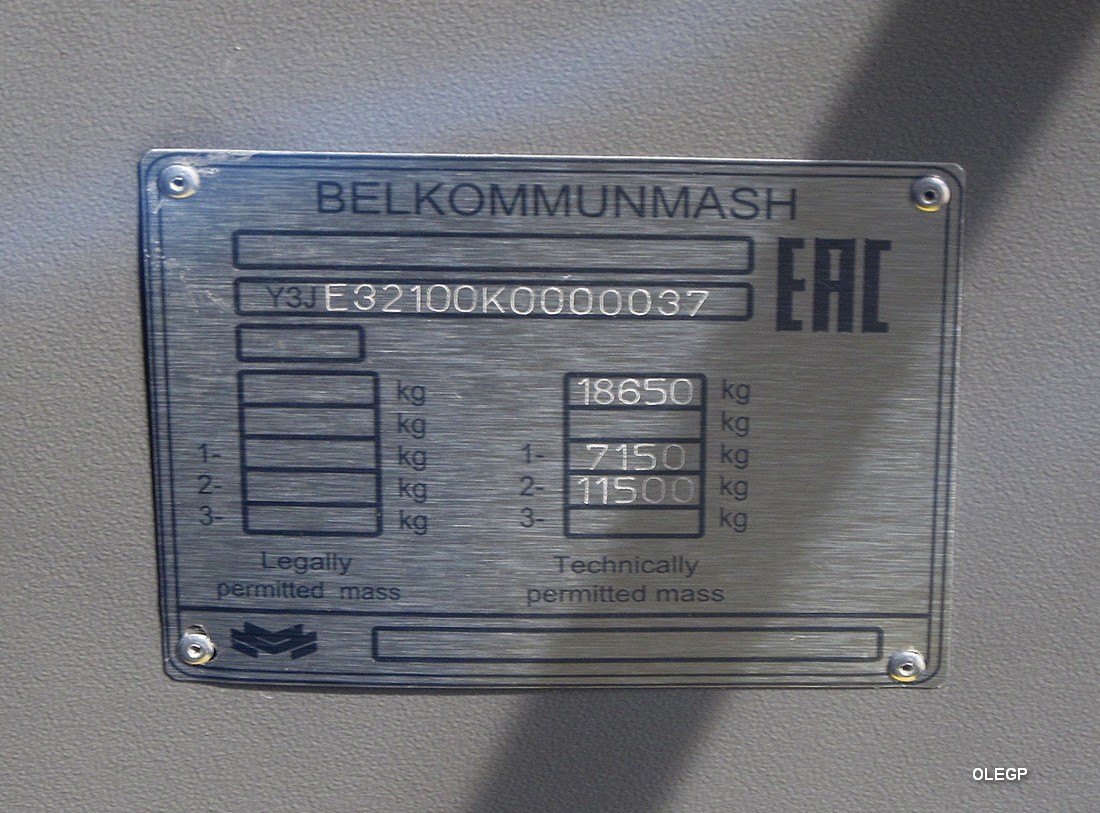 BELKOMMUNMASH
EAC
Y3JE32100K0000037
kg 18650 kg
kg kg
1- kg 1- 7150 kg
2- kg 2- 11500 kg
3- kg 3- kg
Legally permitted mass
Technically permitted mass
OLEGP